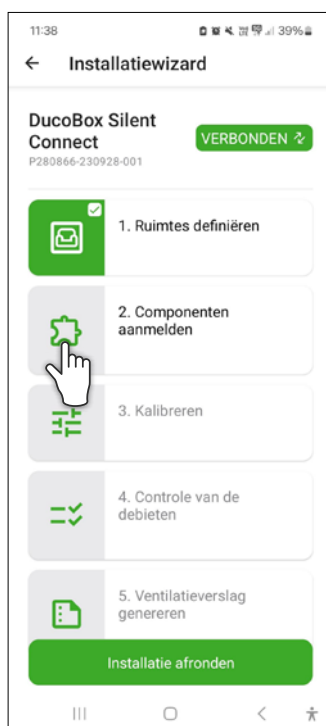 11:38
39%
Installatiewizard
DucoBox Silent
Connect
VERBONDEN
P280866-230928-001
1. Ruimtes definiëren
2. Componenten
aanmelden
3. Kalibreren
4. Controle van de
debieten
5. Ventilatieverslag
genereren
Installatie afronden